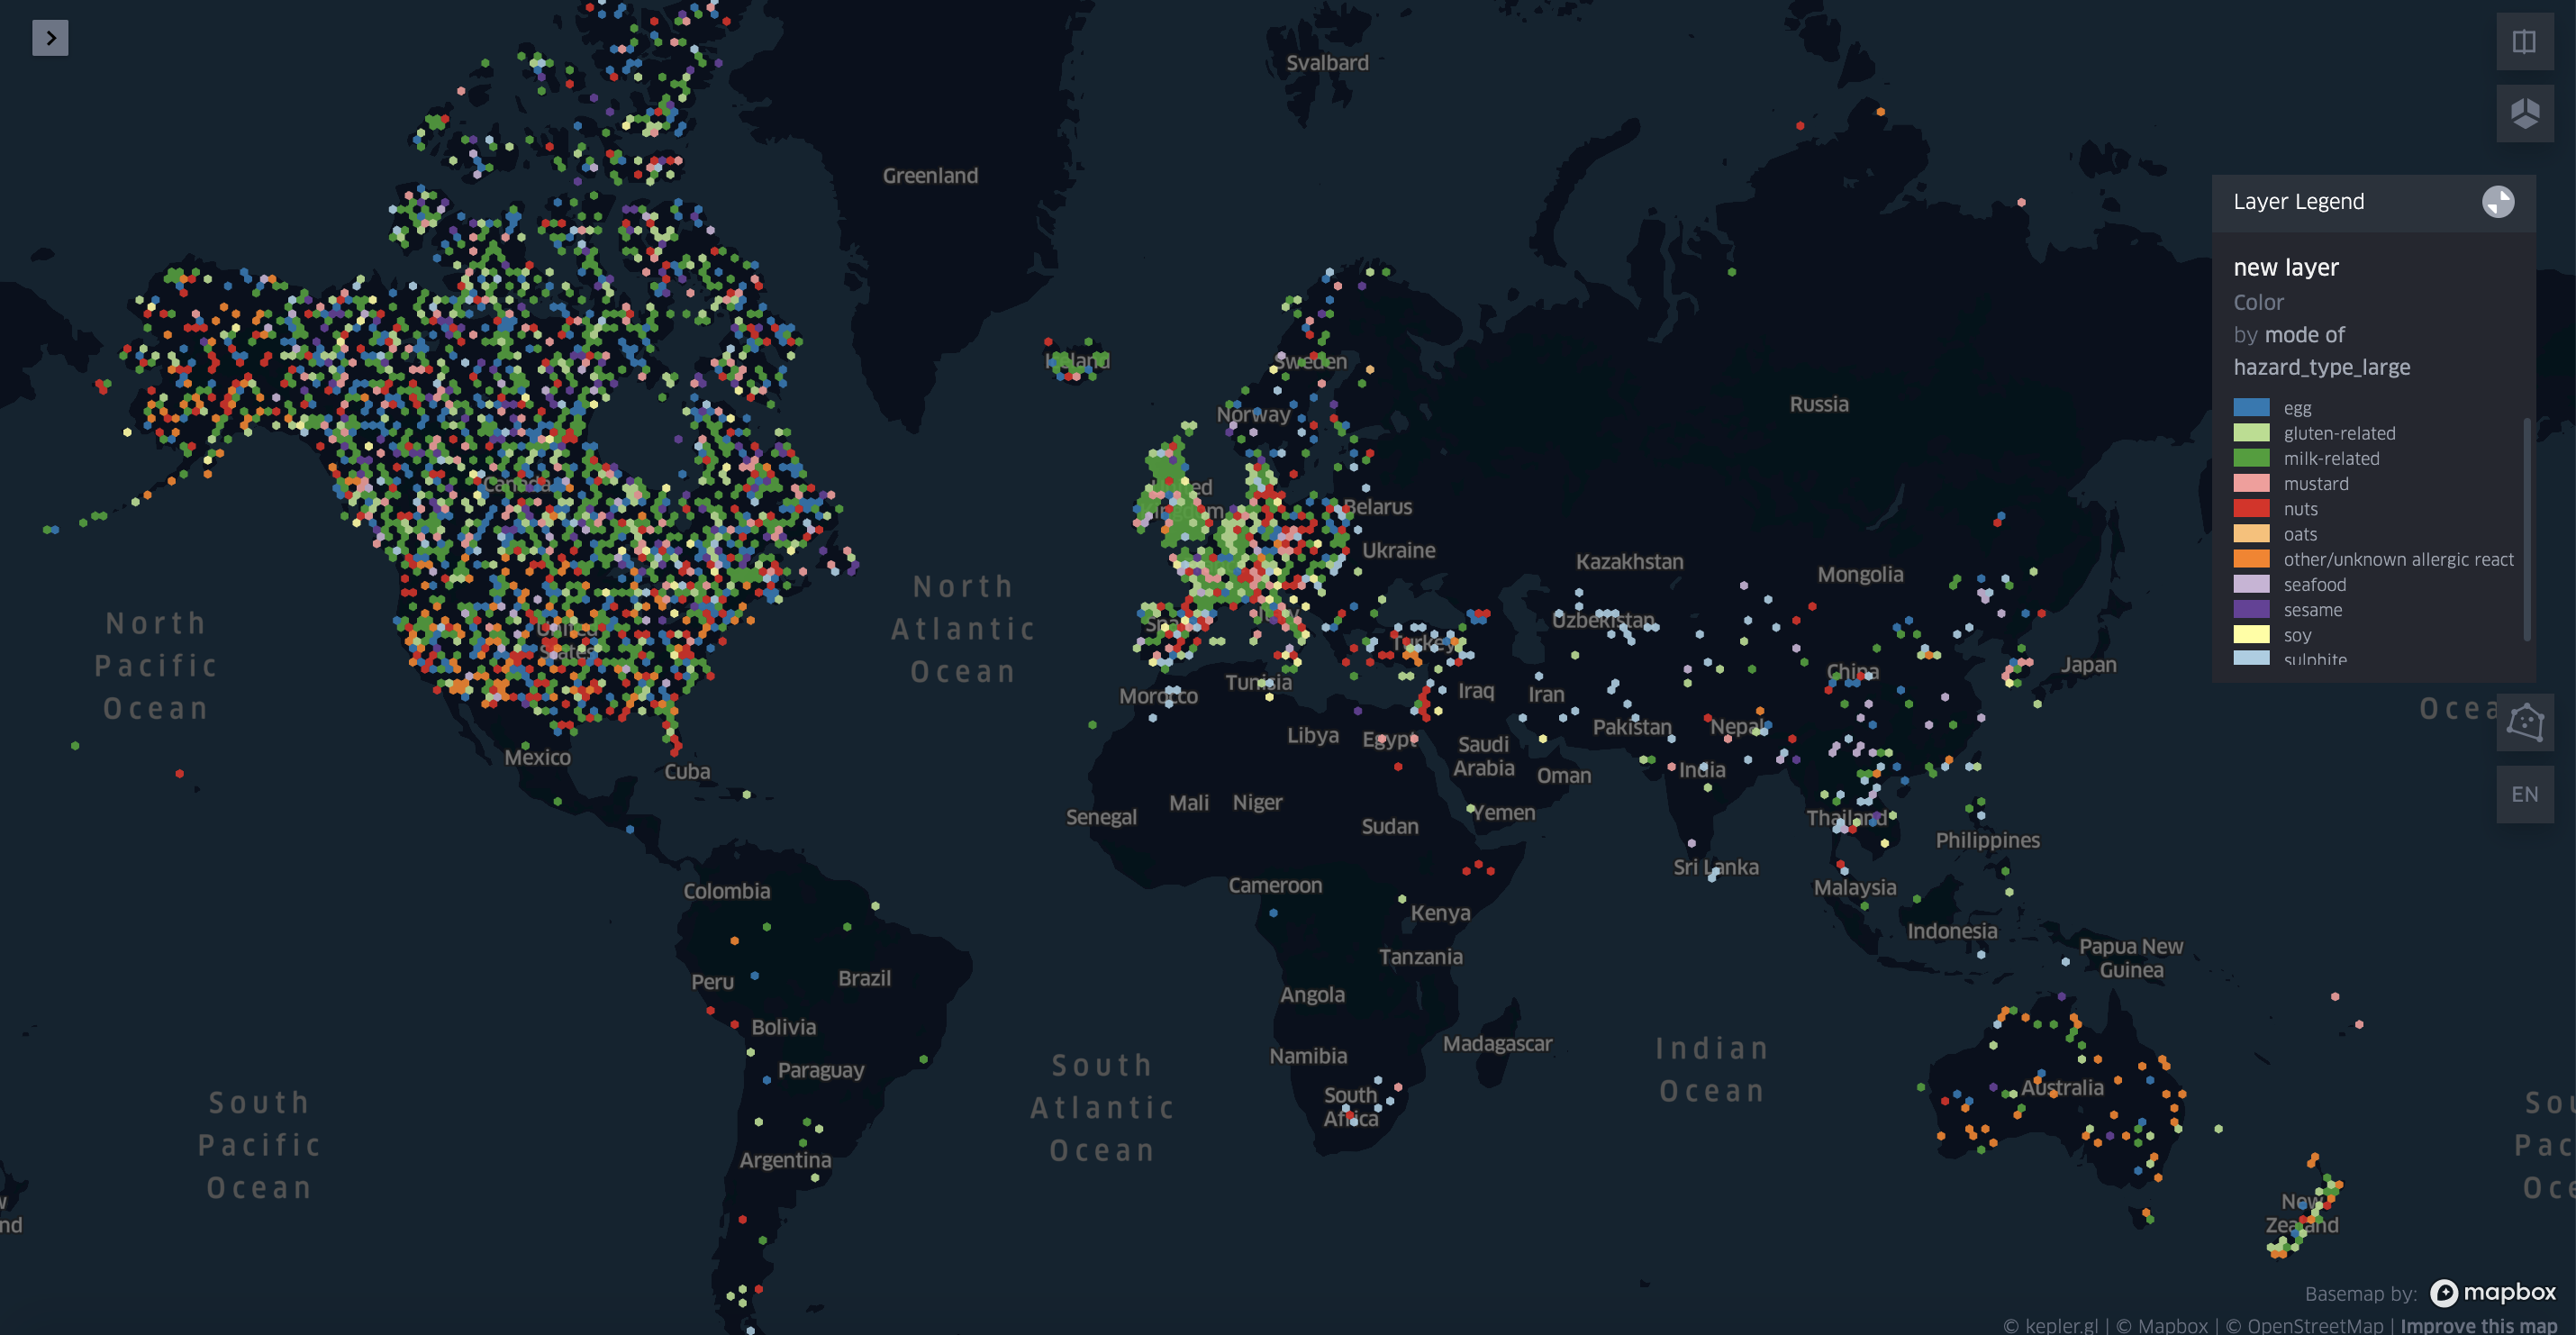 Svalbard
Greenland
Iceland
Sweden
Norway
Russia
Canada
United
Kingdom
Belarus
Ukraine
Kazakhstan
Mongolia
North
Pacific
Ocean
North
Atlantic
Ocean
United
States
Spain
Italy
Turkey
Uzbekistan
China
Japan
Morocco
Tunisia
Iraq
Iran
Pakistan
Nepal
Libya
Egypt
Saudi
Arabia
Oman
India
Mexico
Cuba
Senegal
Mali
Niger
Sudan
Yemen
Thailand
Philippines
Sri Lanka
Malaysia
Colombia
Cameroon
Kenya
Indonesia
Papua New
Guinea
Peru
Brazil
Tanzania
Angola
Bolivia
Paraguay
Namibia
Madagascar
South
Africa
Australia
Argentina
South
Pacific
Ocean
South
Atlantic
Ocean
Indian
Ocean
New
Zealand
Ocea
Sou
Pac
Oce
w
nd
Layer Legend
new layer
Color
by mode of
hazard_type_large
egg
gluten-related
milk-related
mustard
nuts
oats
other/unknown allergic react
seafood
sesame
soy
sulphite
EN
Basemap by: mapbox
© kepler.gl | © Mapbox | © OpenStreetMap | Improve this map